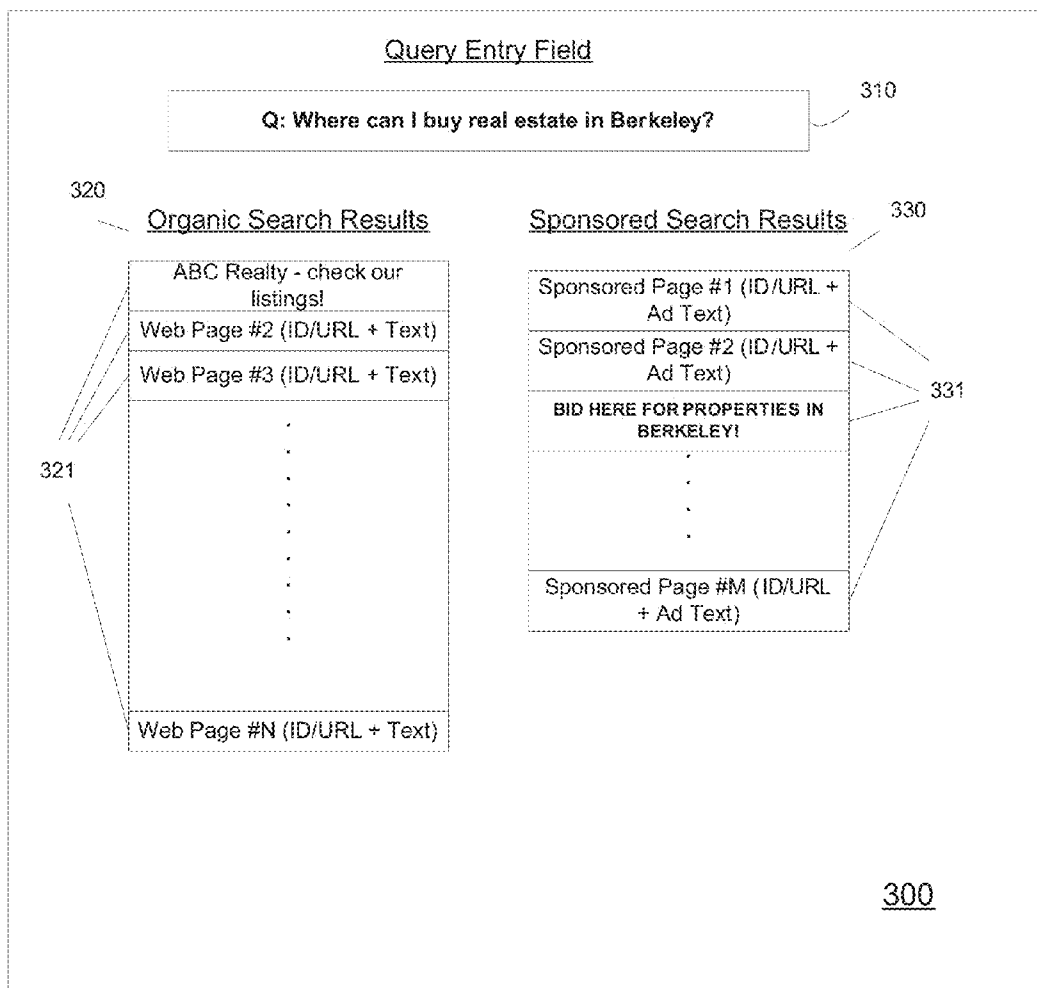 Query Entry Field
310
Q: Where can I buy real estate in Berkeley?
320
Organic Search Results
ABC Realty - check our
listings!
Web Page #2 (ID/URL + Text)
Web Page #3 (ID/URL + Text)
321
Web Page #N (ID/URL + Text)
330
Sponsored Search Results
Sponsored Page #1 (ID/URL +
Ad Text)
Sponsored Page #2 (ID/URL +
Ad Text)
BID HERE FOR PROPERTIES IN
BERKELEY!
331
Sponsored Page #M (ID/URL
+ Ad Text)
300